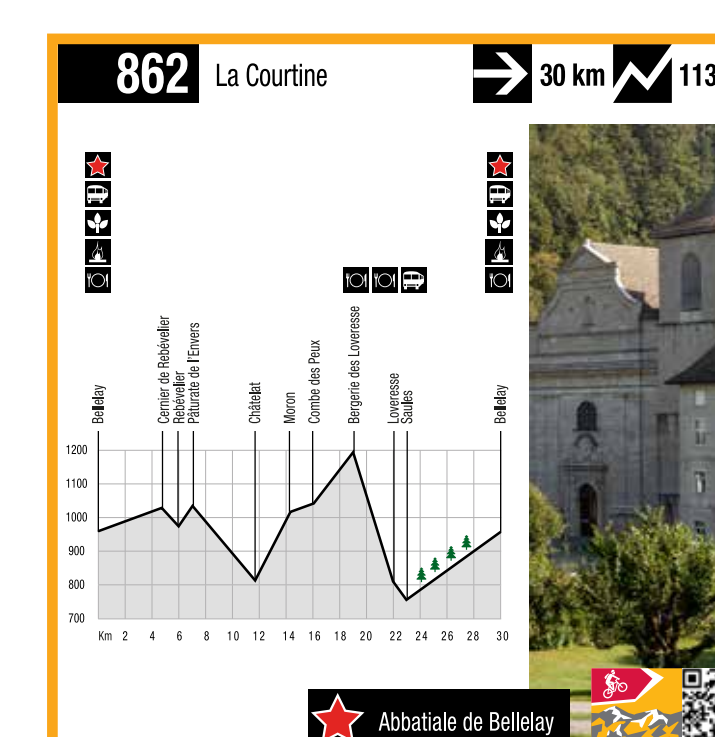 862 La Courtine 30 km 113
Bellelay
Cernier de Rebévelier
Rebévelier
Pâturate de l'Envers
Châtelat
Moron
Combe des Peux
Bergerie des Loveresse
Loveresse
Saules
Bellelay
1200
1100
1000
900
800
700
Km 2 4 6 8 10 12 14 16 18 20 22 24 26 28 30
Abbatiale de Bellelay